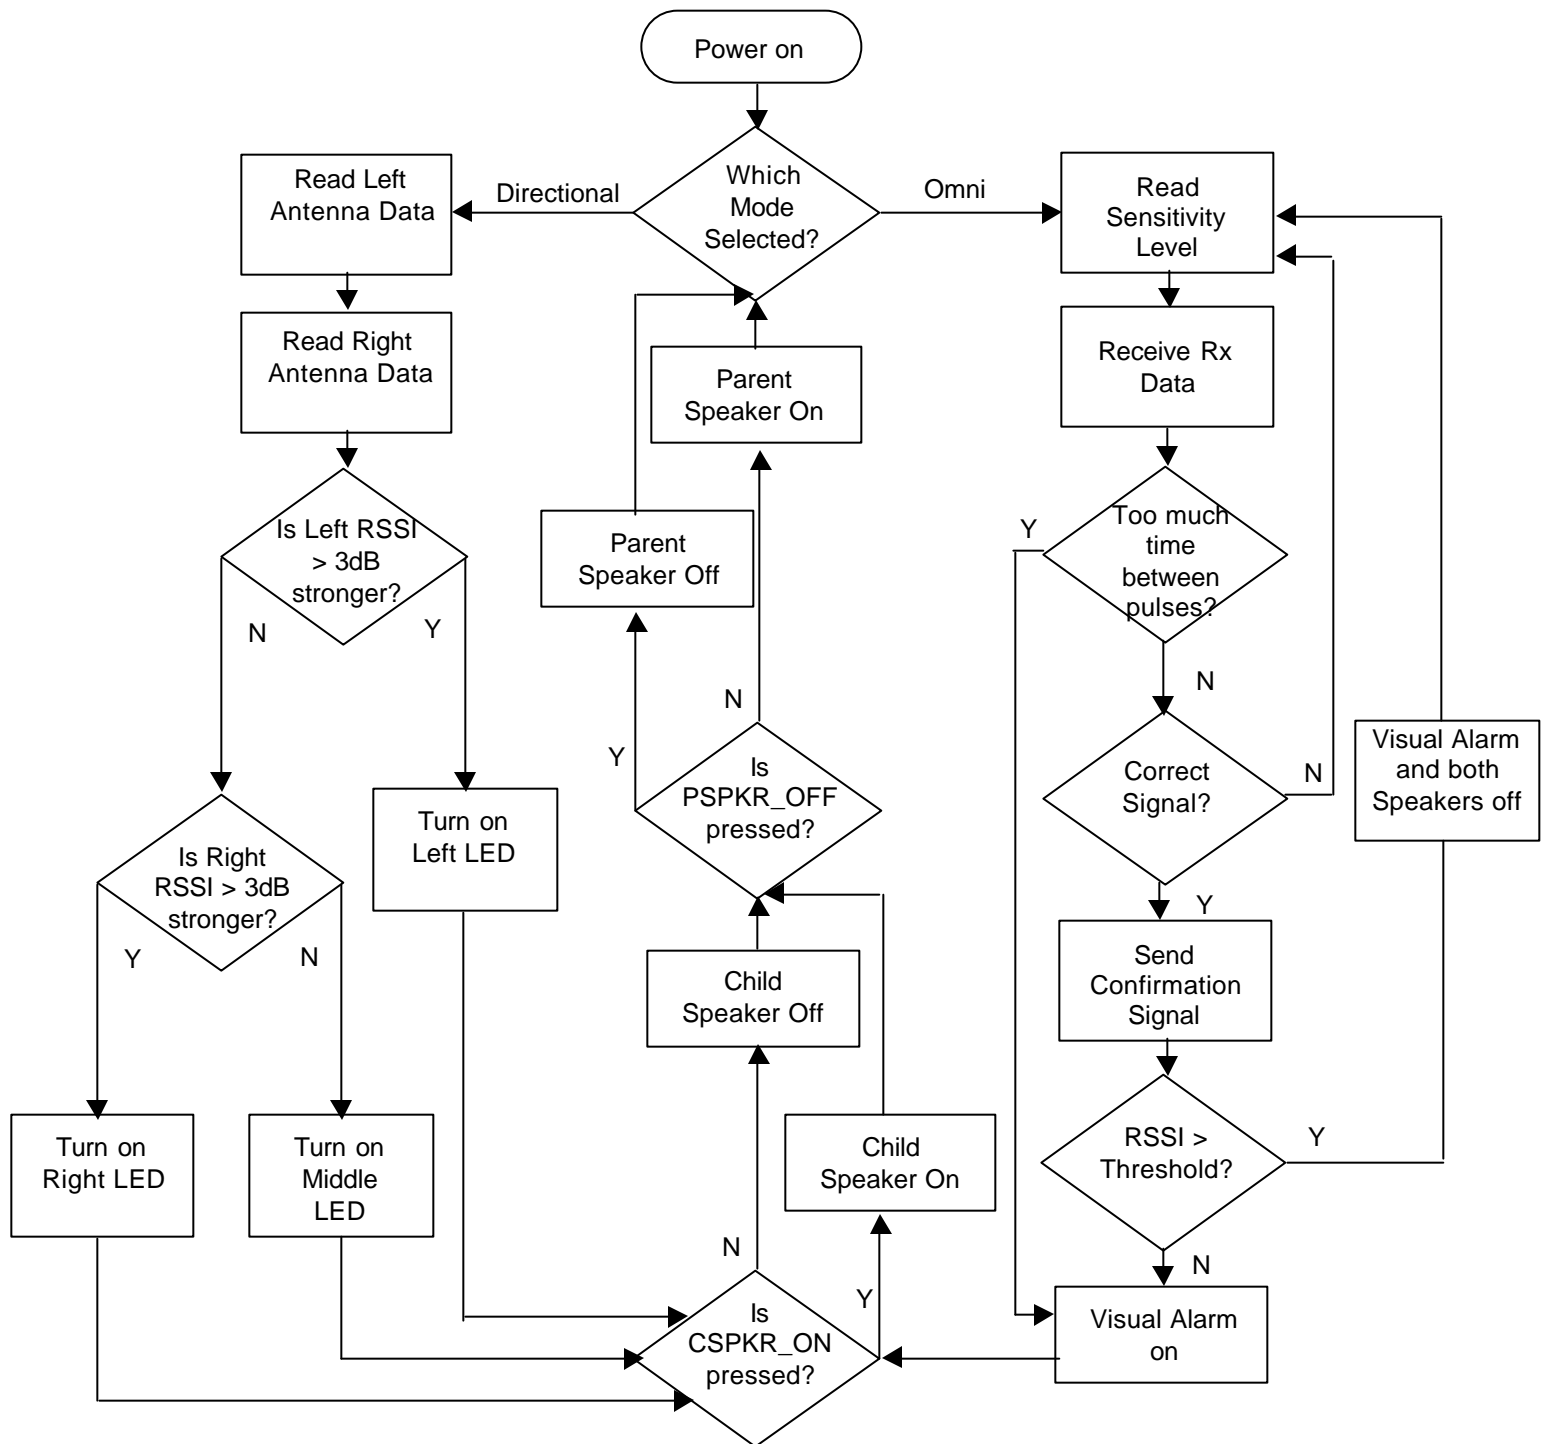 Power on
Which
Mode
Selected?
Directional
Omni
Read Left
Antenna Data
Read Right
Antenna Data
Is Left RSSI
> 3dB
stronger?
N
Y
Is Right
RSSI > 3dB
stronger?
Y
N
Turn on
Left LED
Turn on
Right LED
Turn on
Middle
LED
Parent
Speaker On
Parent
Speaker Off
N
Y
Is
PSPKR_OFF
pressed?
Child
Speaker Off
Child
Speaker On
N
Y
Is
CSPKR_ON
pressed?
Read
Sensitivity
Level
Receive Rx
Data
Y
Too much
time
between
pulses?
N
Correct
Signal?
N
Y
Visual Alarm
and both
Speakers off
Send
Confirmation
Signal
RSSI >
Threshold?
Y
N
Visual Alarm
on